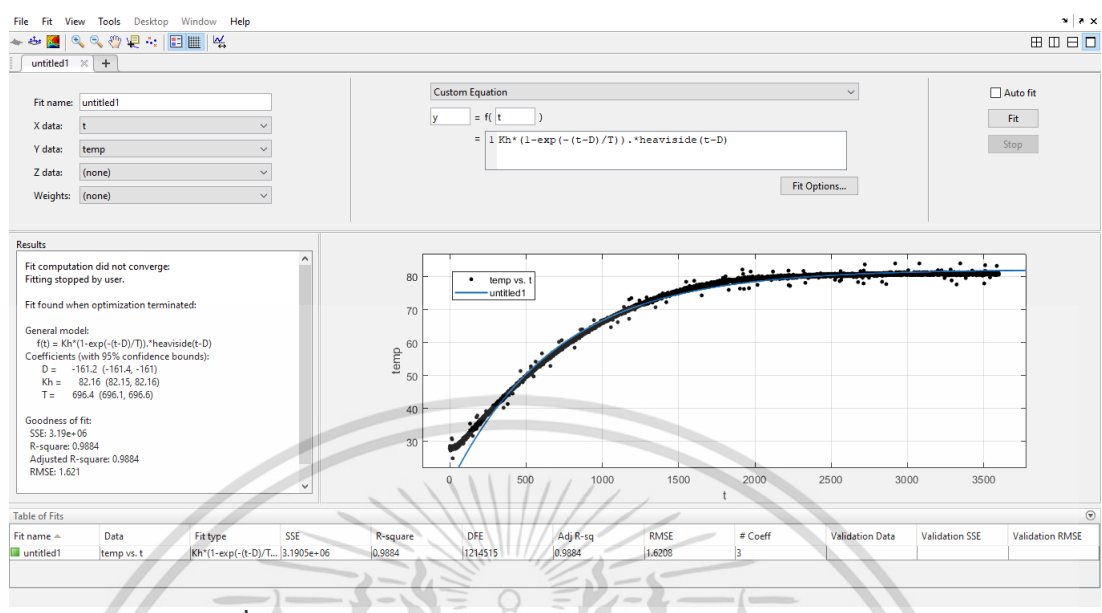 File Fit View Tools Desktop Window Help
untitled1
Fit name: untitled1
X data: t
Y data: temp
Z data: (none)
Weights: (none)
Custom Equation
y = f( t )
= 1 Kh*(1-exp(-(t-D)/T)).*heaviside(t-D)
Fit Options...
Auto fit
Fit
Stop
Results
Fit computation did not converge:
Fitting stopped by user.
Fit found when optimization terminated:
General model:
f(t) = Kh*(1-exp(-(t-D)/T)).*heaviside(t-D)
Coefficients (with 95% confidence bounds):
D = -161.2 (-161.4, -161)
Kh = 82.16 (82.15, 82.16)
T = 696.4 (696.1, 696.6)
Goodness of fit:
SSE: 3.19e+06
R-square: 0.9884
Adjusted R-square: 0.9884
RMSE: 1.621
temp vs. t
untitled1
80
70
60
50
40
30
temp
0 500 1000 1500 2000 2500 3000 3500
t
Table of Fits
Fit name Data Fit type SSE R-square DFE Adj R-sq RMSE # Coeff Validation Data Validation SSE Validation RMSE
untitled1 temp vs. t Kh*(1-exp(-(t-D)/T... 3.1905e+06 0.9884 1214515 0.9884 1.6208 3